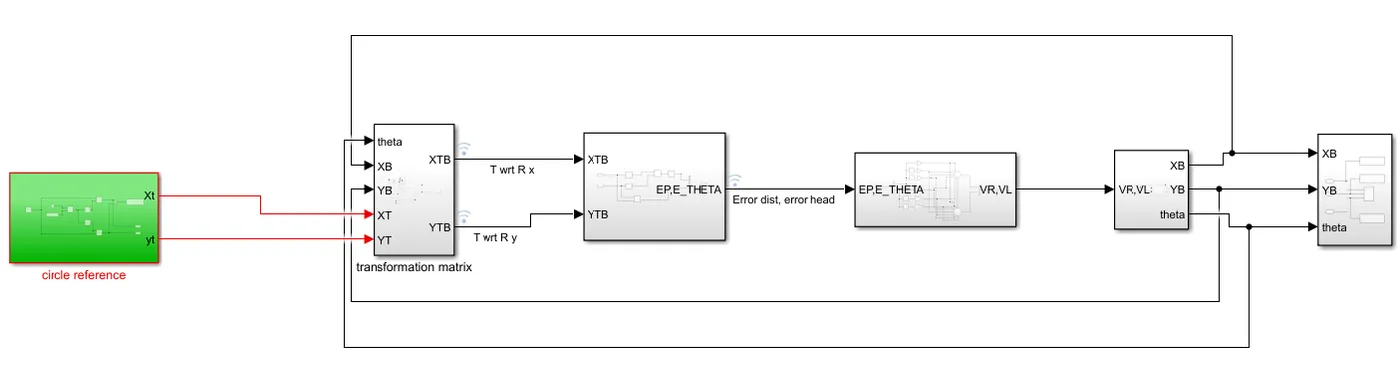 Xt
yt
circle reference
theta
XB
YB
XT
YT
XTB
YTB
transformation matrix
T wrt R x
T wrt R y
XTB
YTB
EP,E_THETA
Error dist, error head
EP,E_THETA
VR,VL
VR,VL
XB
YB
theta
XB
YB
theta